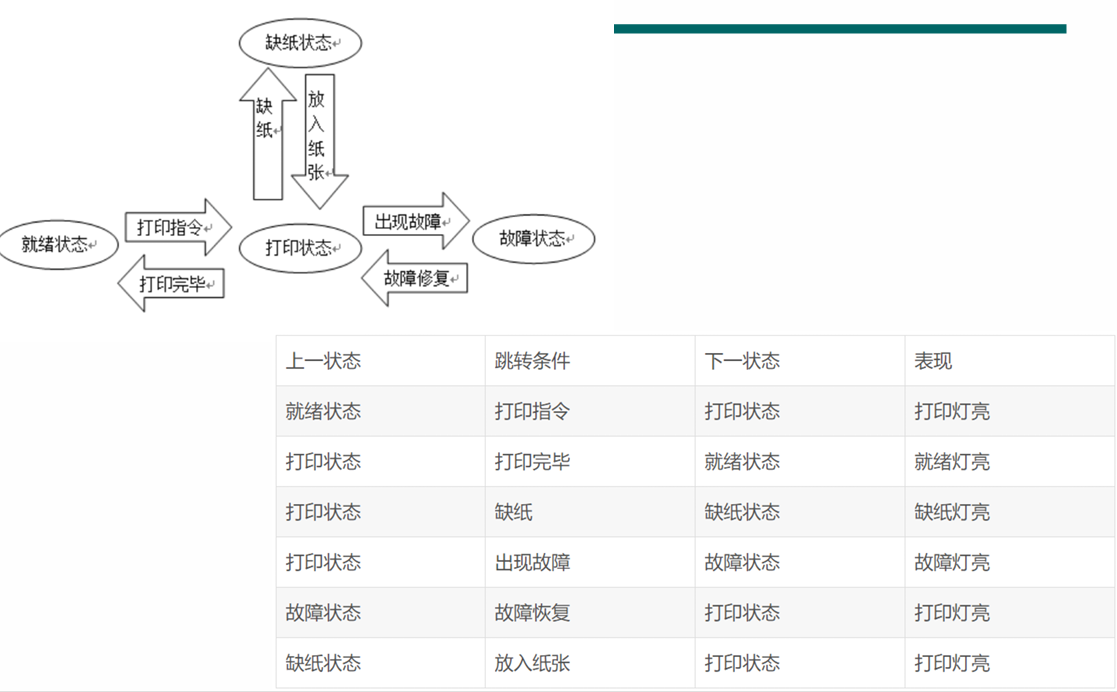 缺纸状态
缺
纸
放
入
纸
张
打印指令
出现故障
就绪状态
打印状态
故障状态
打印完毕
故障修复
上一状态 跳转条件 下一状态 表现
就绪状态 打印指令 打印状态 打印灯亮
打印状态 打印完毕 就绪状态 就绪灯亮
打印状态 缺纸 缺纸状态 缺纸灯亮
打印状态 出现故障 故障状态 故障灯亮
故障状态 故障恢复 打印状态 打印灯亮
缺纸状态 放入纸张 打印状态 打印灯亮